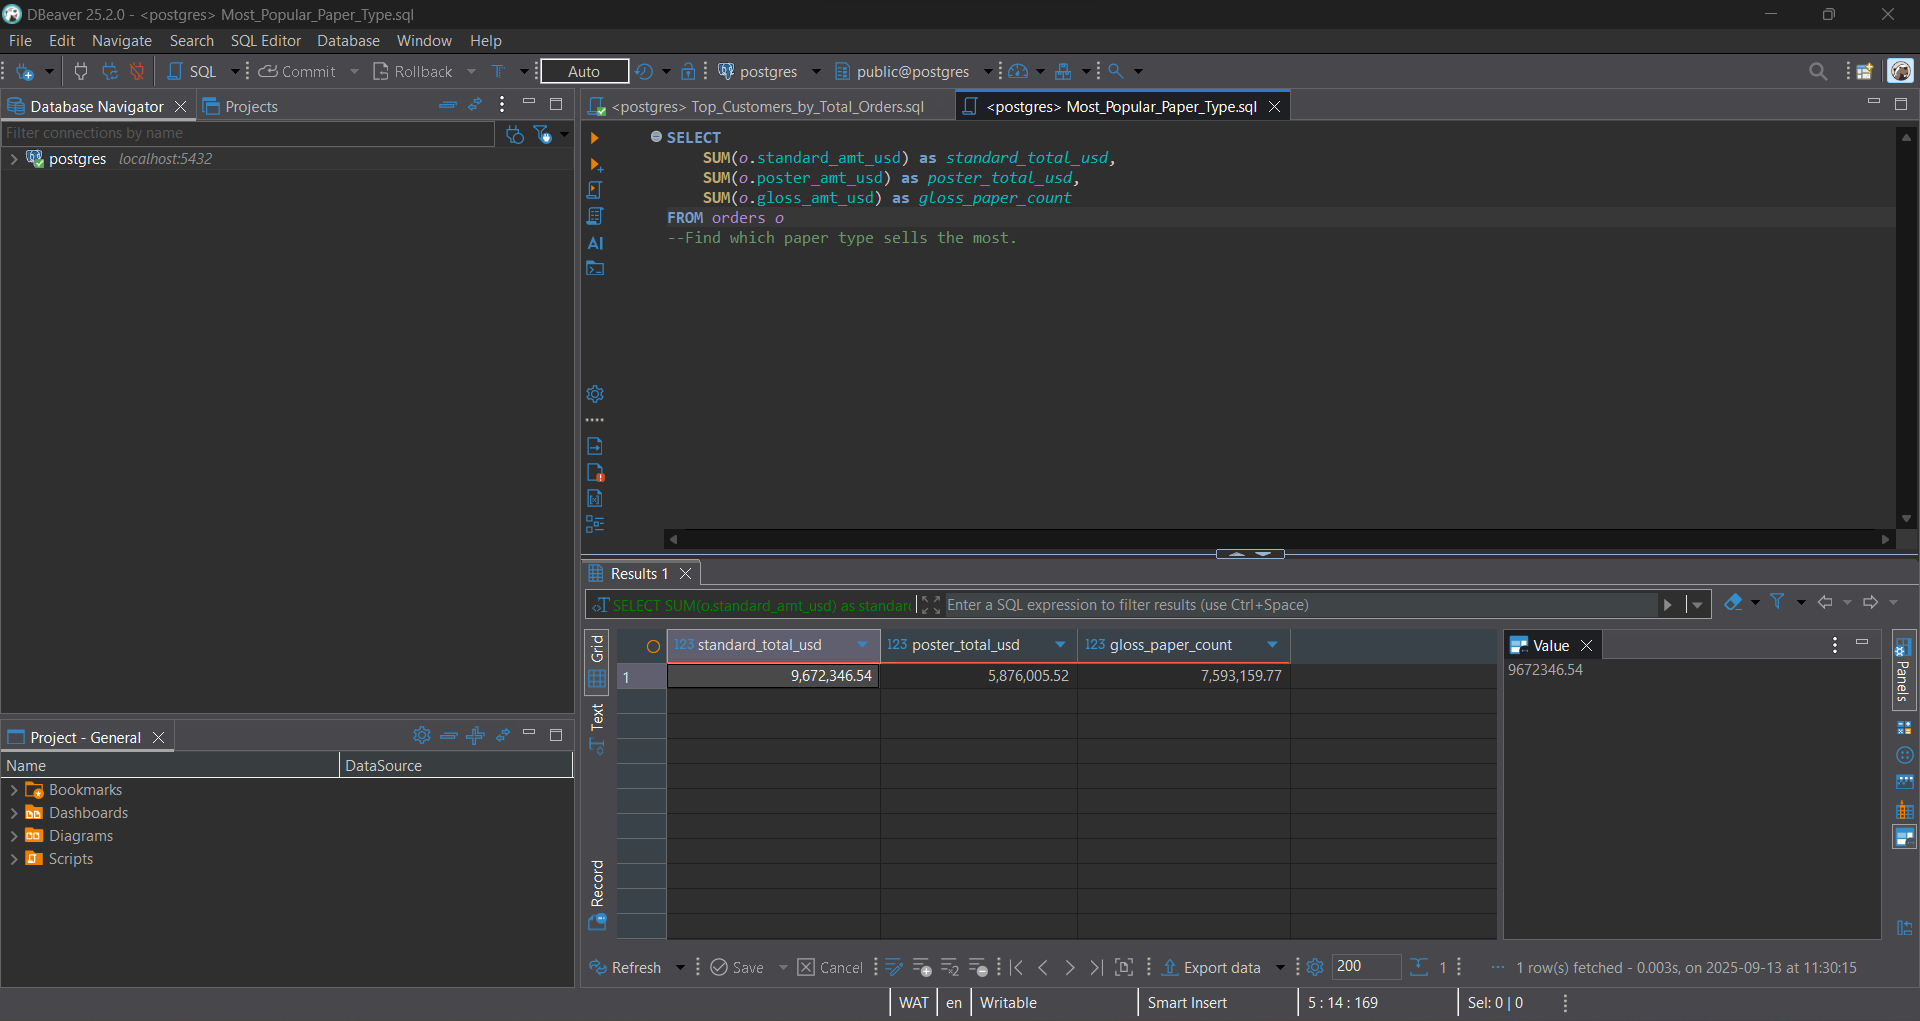 DBeaver 25.2.0 - <postgres> Most_Popular_Paper_Type.sql
File Edit Navigate Search SQL Editor Database Window Help
SQL Commit Rollback T Auto postgres public@postgres
Database Navigator Projects
<postgres> Top_Customers_by_Total_Orders.sql <postgres> Most_Popular_Paper_Type.sql
Filter connections by name
postgres localhost:5432
SELECT
SUM(o.standard_amt_usd) as standard_total_usd,
SUM(o.poster_amt_usd) as poster_total_usd,
SUM(o.gloss_amt_usd) as gloss_paper_count
FROM orders o
--Find which paper type sells the most.
AI
Results 1
SELECT SUM(o.standard_amt_usd) as standard
Enter a SQL expression to filter results (use Ctrl+Space)
Grid
Text
Record
123 standard_total_usd 123 poster_total_usd 123 gloss_paper_count
1 9,672,346.54 5,876,005.52 7,593,159.77
Value
9672346.54
Panels
Project - General
Name DataSource
Bookmarks
Dashboards
Diagrams
Scripts
Refresh Save Cancel Export data 200 1 ... 1 row(s) fetched - 0.003s, on 2025-09-13 at 11:30:15
WAT en Writable Smart Insert 5 : 14 : 169 Sel: 0 | 0